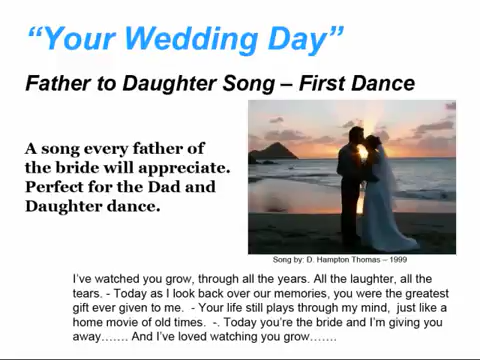 “Your Wedding Day”
Father to Daughter Song – First Dance
A song every father of
the bride will appreciate.
Perfect for the Dad and
Daughter dance.
Song by: D. Hampton Thomas – 1999
I’ve watched you grow, through all the years. All the laughter, all the
tears. - Today as I look back over our memories, you were the greatest
gift ever given to me.  - Your life still plays through my mind,  just like a
home movie of old times.  -. Today you’re the bride and I’m giving you
away……. And I’ve loved watching you grow…….